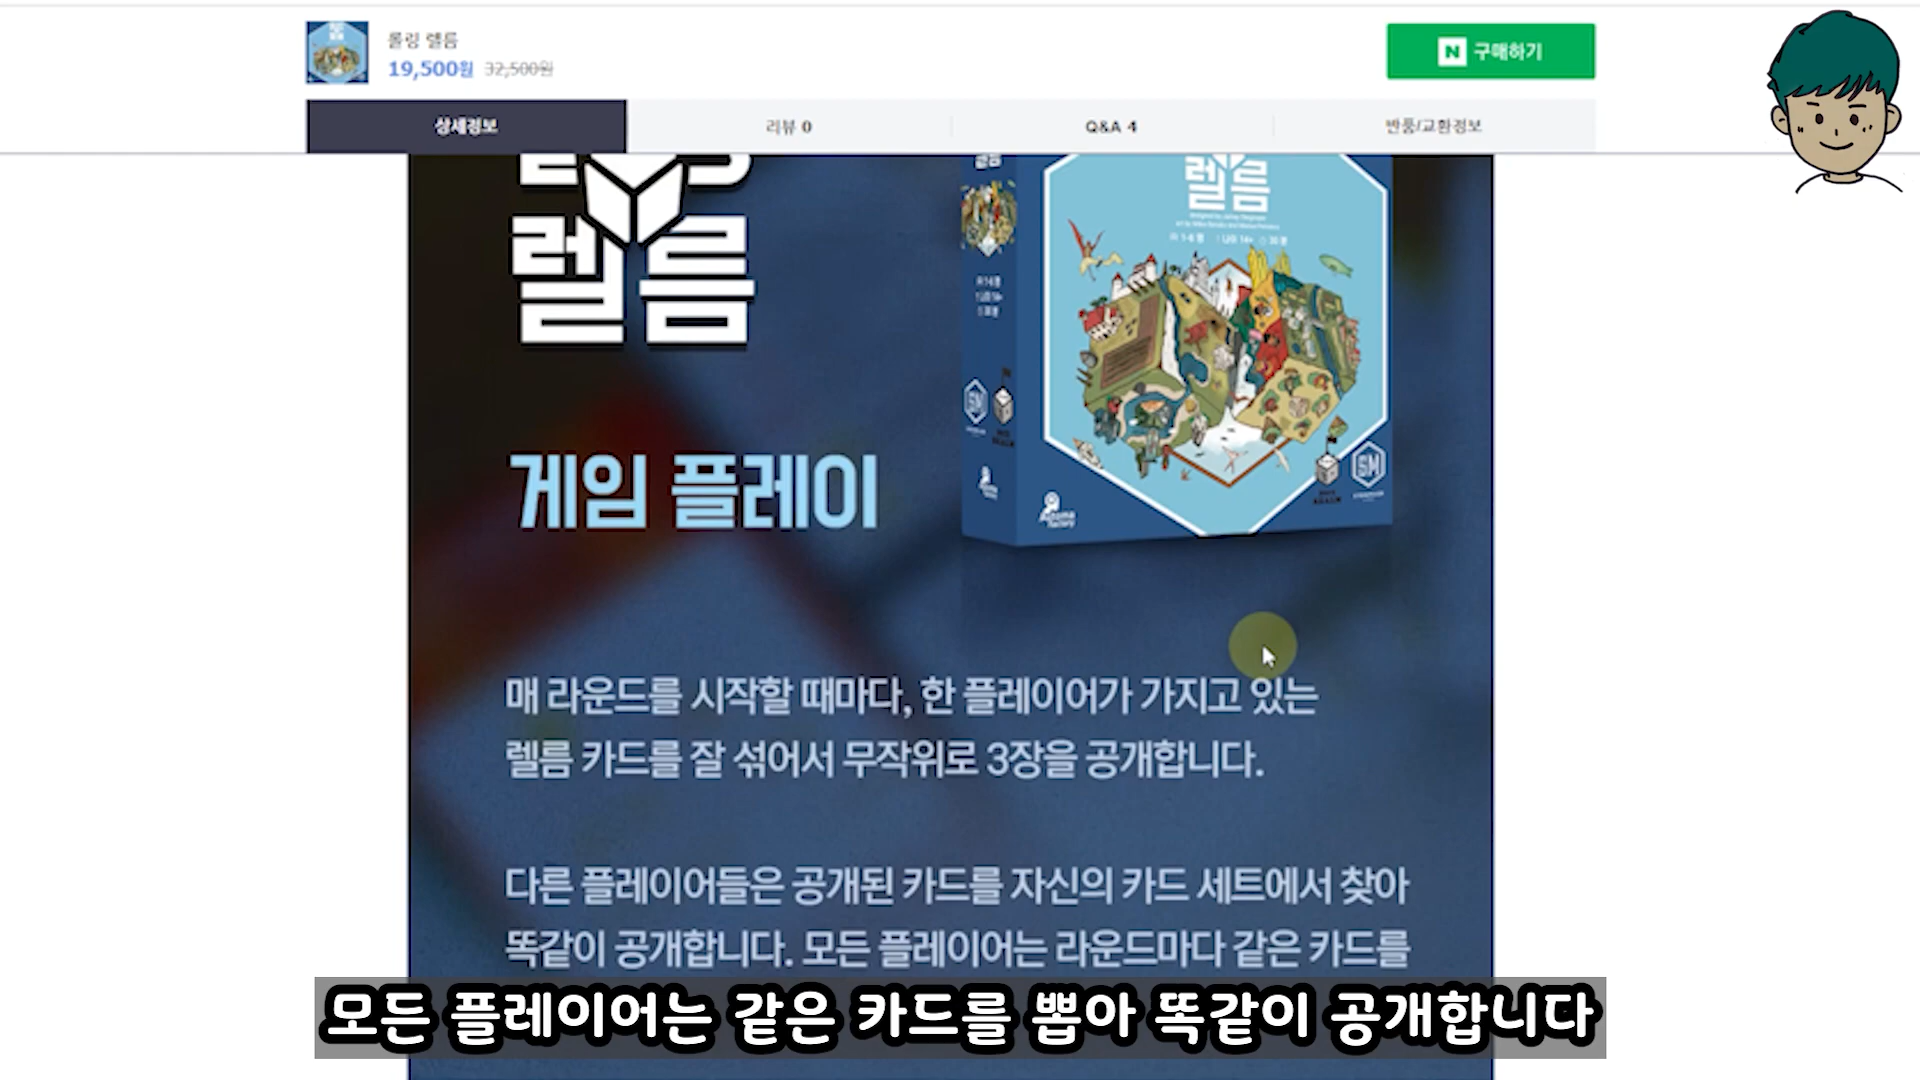 롤링 렐름
19,500원 32,500원
N 구매하기
상세정보
리뷰 0
Q&A 4
반품/교환정보
렐름
렐름
게임 플레이
매 라운드를 시작할 때마다, 한 플레이어가 가지고 있는
렐름 카드를 잘 섞어서 무작위로 3장을 공개합니다.
다른 플레이어들은 공개된 카드를 자신의 카드 세트에서 찾아
똑같이 공개합니다. 모든 플레이어는 라운드마다 같은 카드를
모든 플레이어는 같은 카드를 뽑아 똑같이 공개합니다